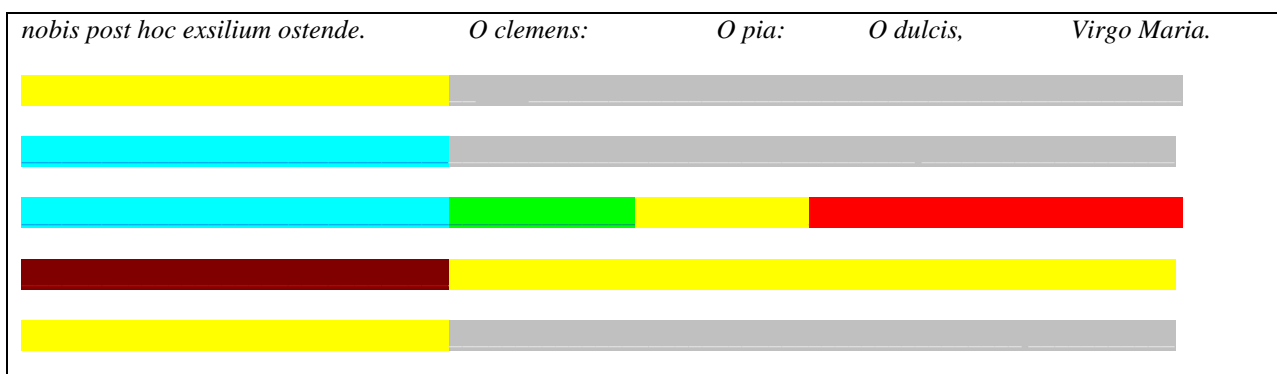 nobis post hoc exsilium ostende. O clemens: O pia: O dulcis, Virgo Maria.